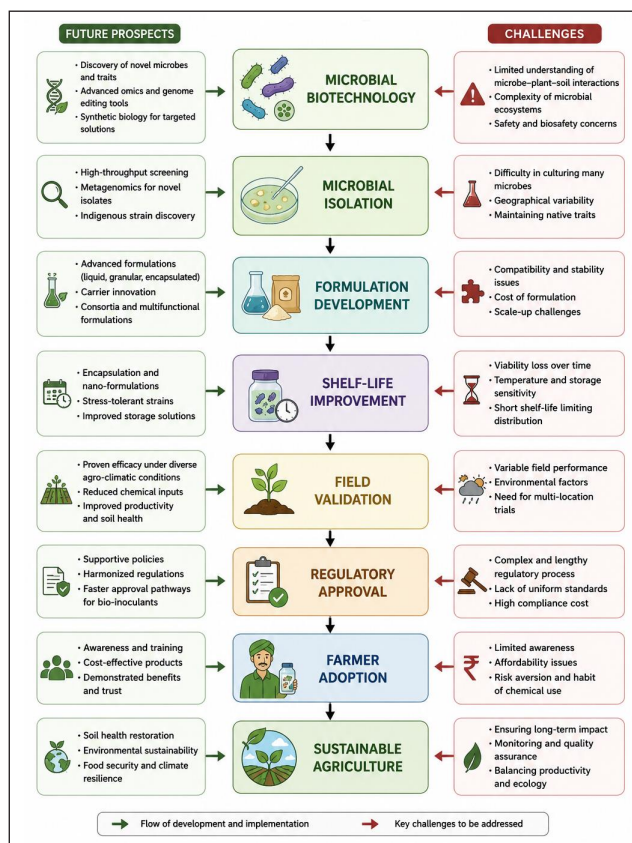 FUTURE PROSPECTS
CHALLENGES
• Discovery of novel microbes
and traits
• Advanced omics and genome
editing tools
• Synthetic biology for targeted
solutions
MICROBIAL
BIOTECHNOLOGY
• Limited understanding of
microbe–plant–soil interactions
• Complexity of microbial
ecosystems
• Safety and biosafety concerns
• High-throughput screening
• Metagenomics for novel
isolates
• Indigenous strain discovery
MICROBIAL
ISOLATION
• Difficulty in culturing many
microbes
• Geographical variability
• Maintaining native traits
• Advanced formulations
(liquid, granular, encapsulated)
• Carrier innovation
• Consortia and multifunctional
formulations
FORMULATION
DEVELOPMENT
• Compatibility and stability
issues
• Cost of formulation
• Scale-up challenges
• Encapsulation and
nano-formulations
• Stress-tolerant strains
• Improved storage solutions
SHELF-LIFE
IMPROVEMENT
• Viability loss over time
• Temperature and storage
sensitivity
• Short shelf-life limiting
distribution
• Proven efficacy under diverse
agro-climatic conditions
• Reduced chemical inputs
• Improved productivity
and soil health
FIELD
VALIDATION
• Variable field performance
• Environmental factors
• Need for multi-location
trials
• Supportive policies
• Harmonized regulations
• Faster approval pathways
for bio-inoculants
REGULATORY
APPROVAL
• Complex and lengthy
regulatory process
• Lack of uniform standards
• High compliance cost
• Awareness and training
• Cost-effective products
• Demonstrated benefits
and trust
FARMER
ADOPTION
₹
• Limited awareness
• Affordability issues
• Risk aversion and habit
of chemical use
• Soil health restoration
• Environmental sustainability
• Food security and climate
resilience
SUSTAINABLE
AGRICULTURE
• Ensuring long-term impact
• Monitoring and quality
assurance
• Balancing productivity
and ecology
Flow of development and implementation
Key challenges to be addressed